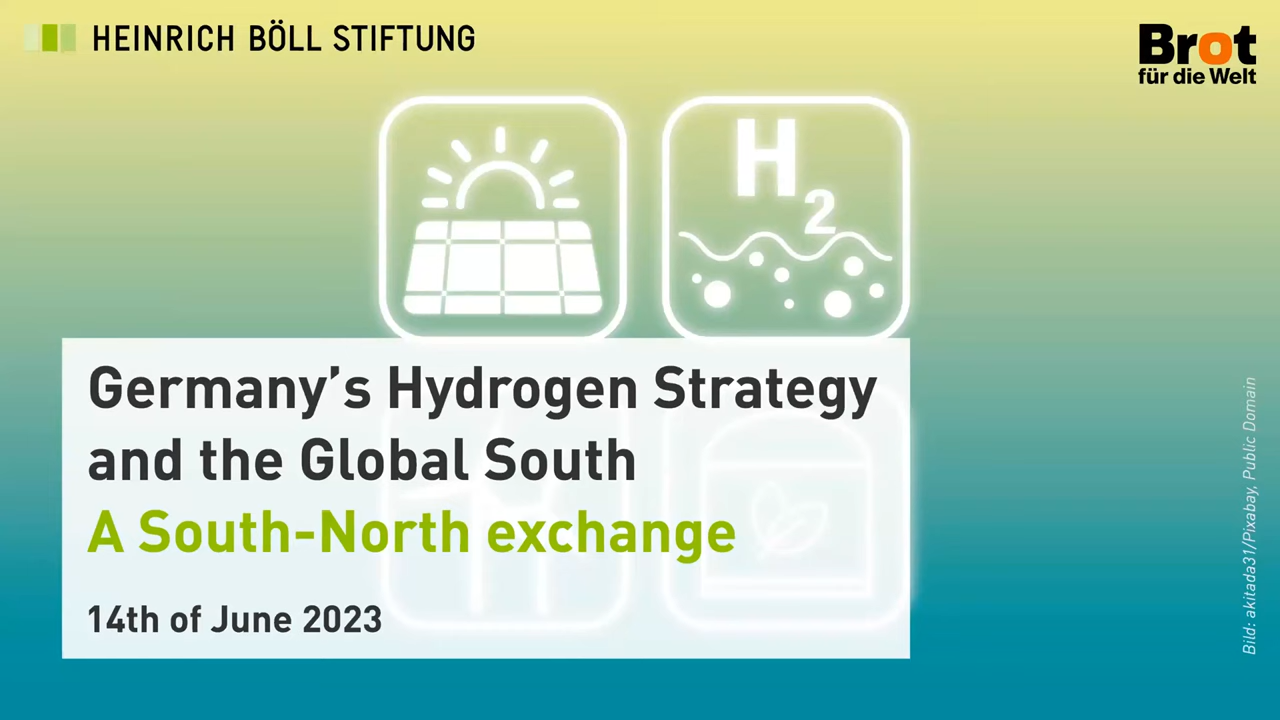 HEINRICH BÖLL STIFTUNG
Brot
für die Welt
H2
Germany's Hydrogen Strategy
and the Global South
A South-North exchange
14th of June 2023
Bild: akitada31/Pixabay, Public Domain